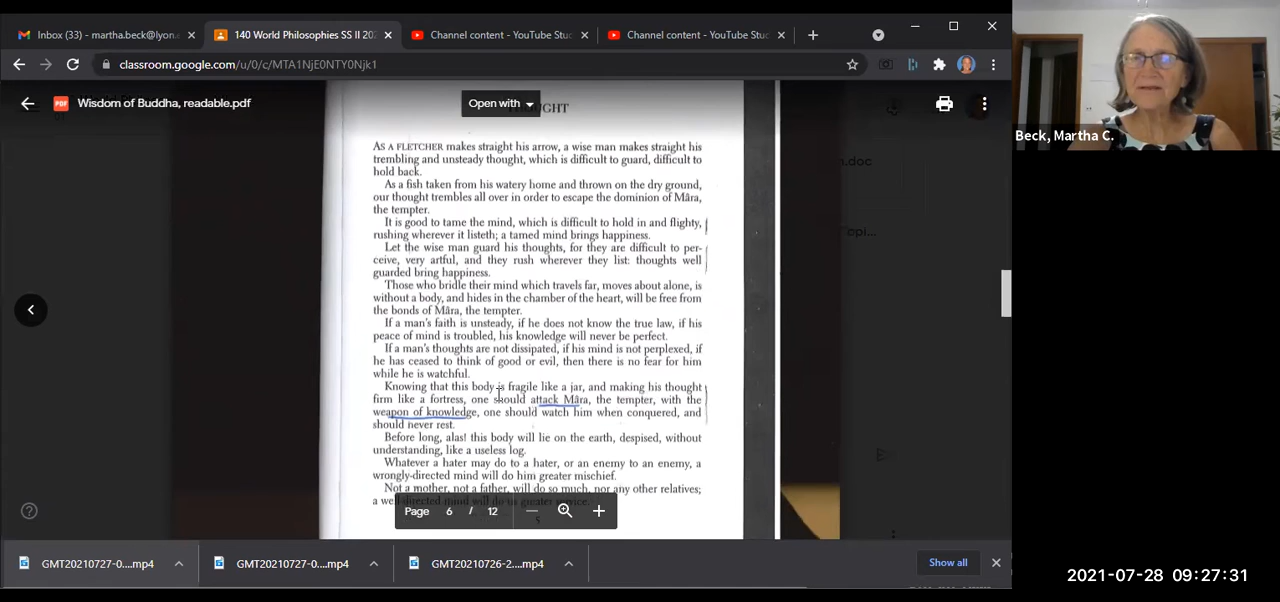 Inbox (33) - martha.beck@lyon.
140 World Philosophies SS II 202
Channel content - YouTube Stud
Channel content - YouTube Stud
classroom.google.com/u/0/c/MTA1NjE0NTY0Njk1
Beck, Martha C.
PDF Wisdom of Buddha, readable.pdf
Open with
GHT
AS A FLETCHER makes straight his arrow, a wise man makes straight his
trembling and unsteady thought, which is difficult to guard, difficult to
hold back.
As a fish taken from his watery home and thrown on the dry ground,
our thought trembles all over in order to escape the dominion of Mâra,
the tempter.
It is good to tame the mind, which is difficult to hold in and flighty,
rushing wherever it listeth; a tamed mind brings happiness.
Let the wise man guard his thoughts, for they are difficult to per-
ceive, very artful, and they rush wherever they list: thoughts well
guarded bring happiness.
Those who bridle their mind which travels far, moves about alone, is
without a body, and hides in the chamber of the heart, will be free from
the bonds of Mâra, the tempter.
If a man's faith is unsteady, if he does not know the true law, if his
peace of mind is troubled, his knowledge will never be perfect.
If a man's thoughts are not dissipated, if his mind is not perplexed, if
he has ceased to think of good or evil, then there is no fear for him
while he is watchful.
Knowing that this body is fragile like a jar, and making his thought
firm like a fortress, one should attack Mâra, the tempter, with the
weapon of knowledge, one should watch him when conquered, and
should never rest.
Before long, alas! this body will lie on the earth, despised, without
understanding, like a useless log.
Whatever a hater may do to a hater, or an enemy to an enemy, a
wrongly-directed mind will do him greater mischief.
Not a mother, not a father, will do so much, nor any other relatives;
a well-directed mind will do us greater service.
5
Page 6 / 12
n.doc
opi...
GMT20210727-0....mp4
GMT20210727-0....mp4
GMT20210726-2....mp4
Show all
2021-07-28 09:27:31